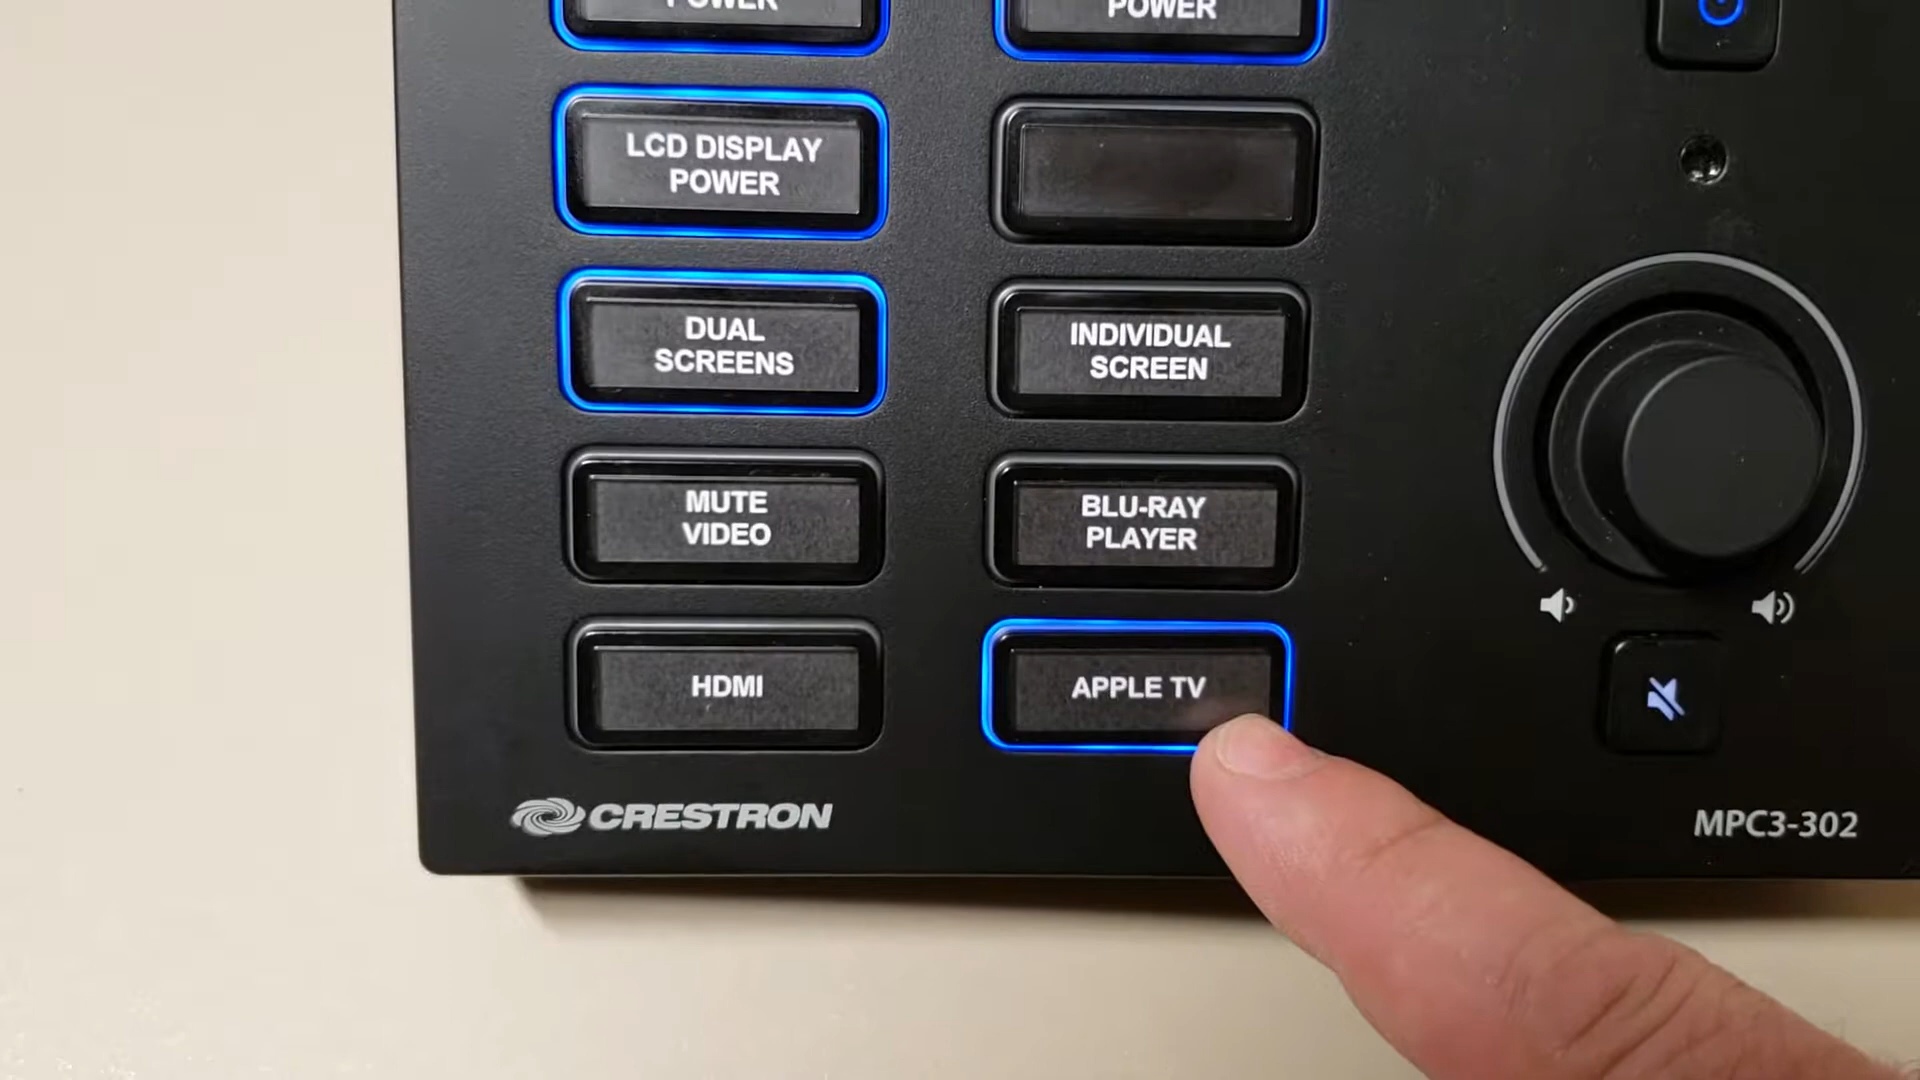 POWER
POWER
LCD DISPLAY
POWER
DUAL
SCREENS
INDIVIDUAL
SCREEN
MUTE
VIDEO
BLU-RAY
PLAYER
HDMI
APPLE TV
CRESTRON
MPC3-302